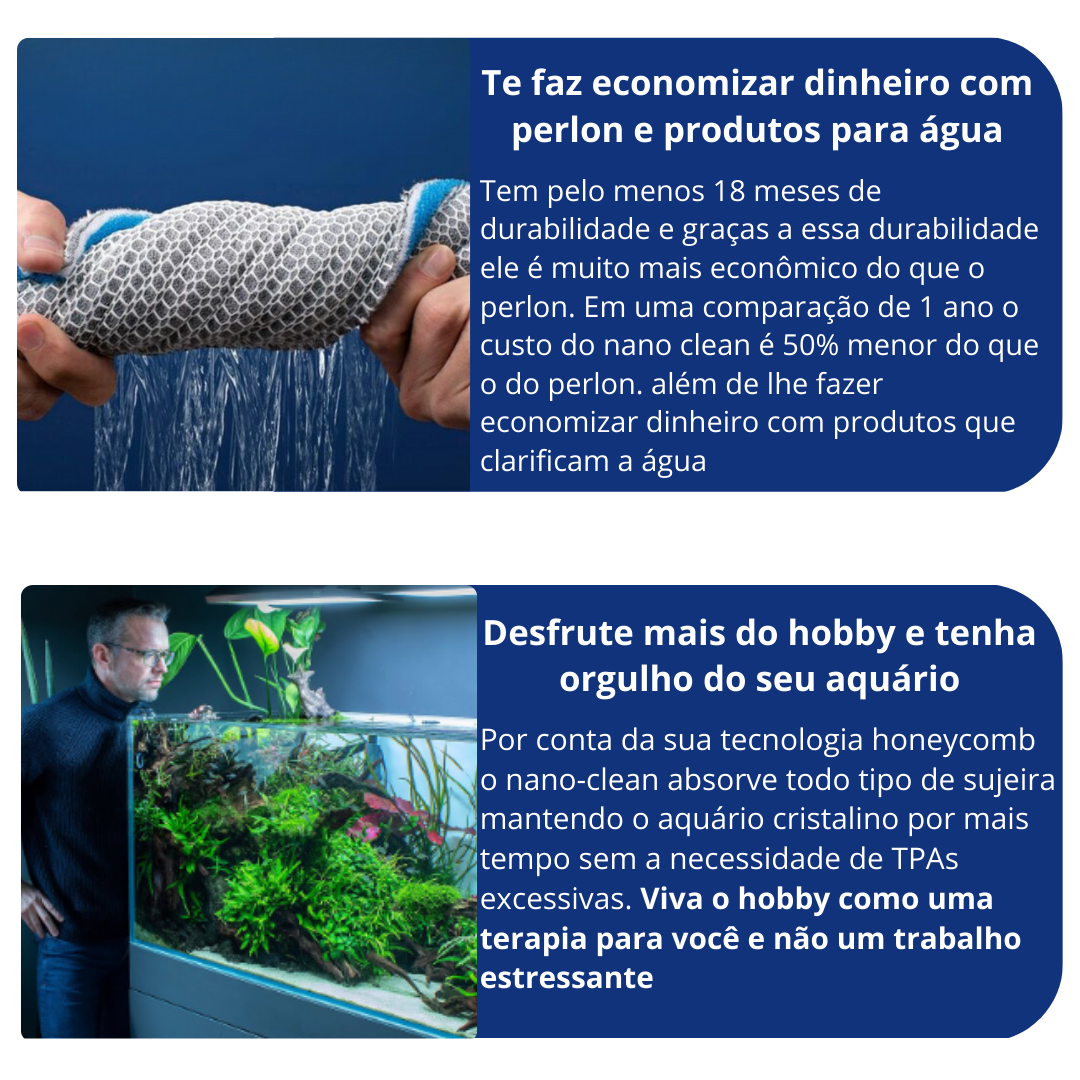 Te faz economizar dinheiro com
perlon e produtos para água
Tem pelo menos 18 meses de
durabilidade e graças a essa durabilidade
ele é muito mais econômico do que o
perlon. Em uma comparação de 1 ano o
custo do nano clean é 50% menor do que
o do perlon. além de lhe fazer
economizar dinheiro com produtos que
clarificam a água
Desfrute mais do hobby e tenha
orgulho do seu aquário
Por conta da sua tecnologia honeycomb
o nano-clean absorve todo tipo de sujeira
mantendo o aquário cristalino por mais
tempo sem a necessidade de TPAs
excessivas. Viva o hobby como uma
terapia para você e não um trabalho
estressante